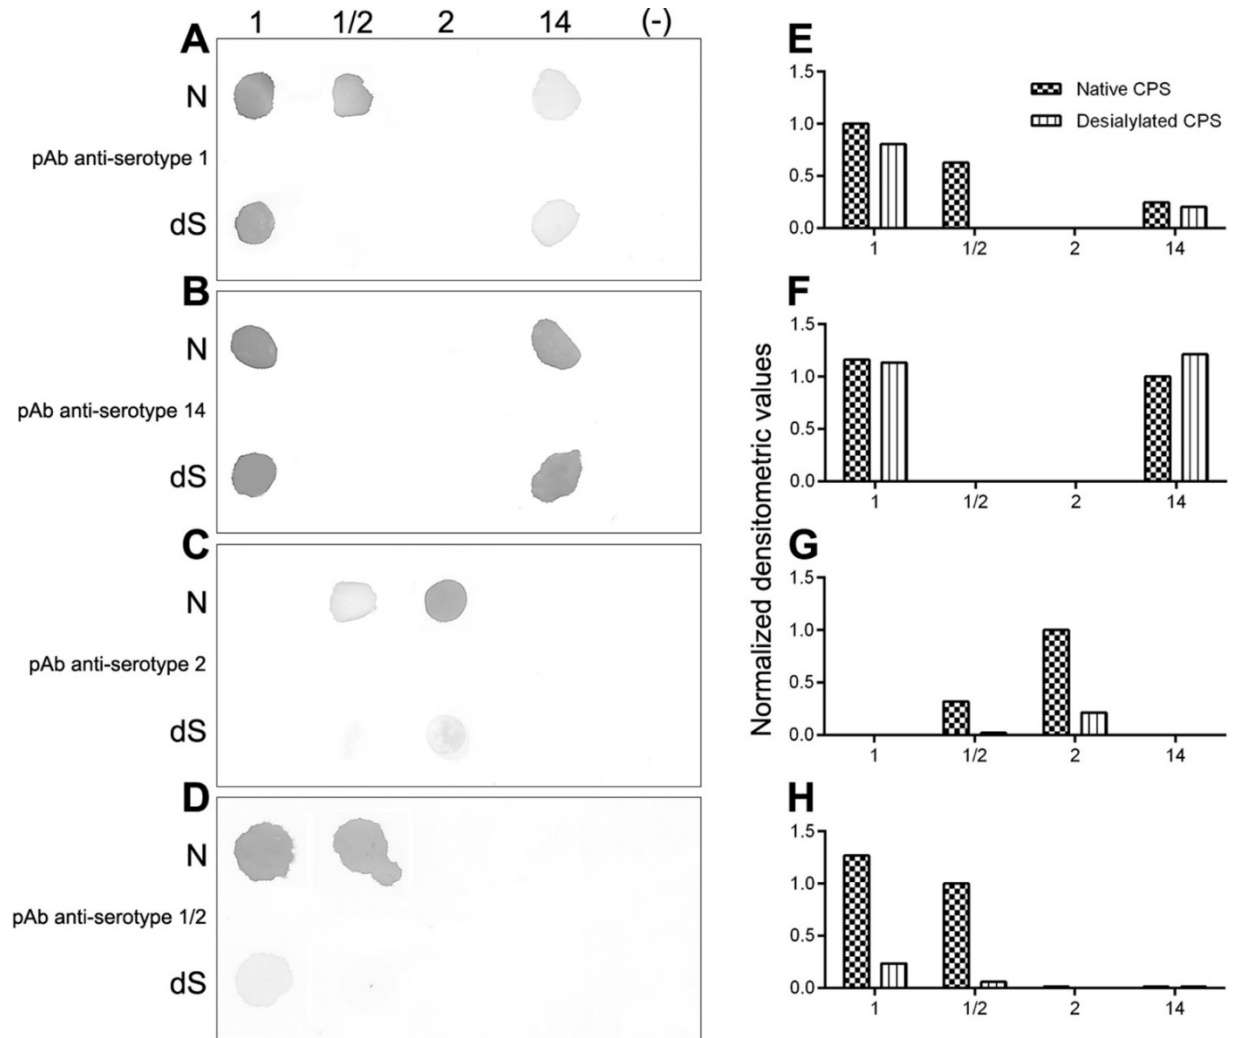 1 1/2 2 14 (-)
A
N
pAb anti-serotype 1
dS
B
N
pAb anti-serotype 14
dS
C
N
pAb anti-serotype 2
dS
D
N
pAb anti-serotype 1/2
dS
Normalized densitometric values
E
1.5
1.0
0.5
0.0
1 1/2 2 14
Native CPS
Desialylated CPS
F
1.5
1.0
0.5
0.0
1 1/2 2 14
G
1.5
1.0
0.5
0.0
1 1/2 2 14
H
1.5
1.0
0.5
0.0
1 1/2 2 14